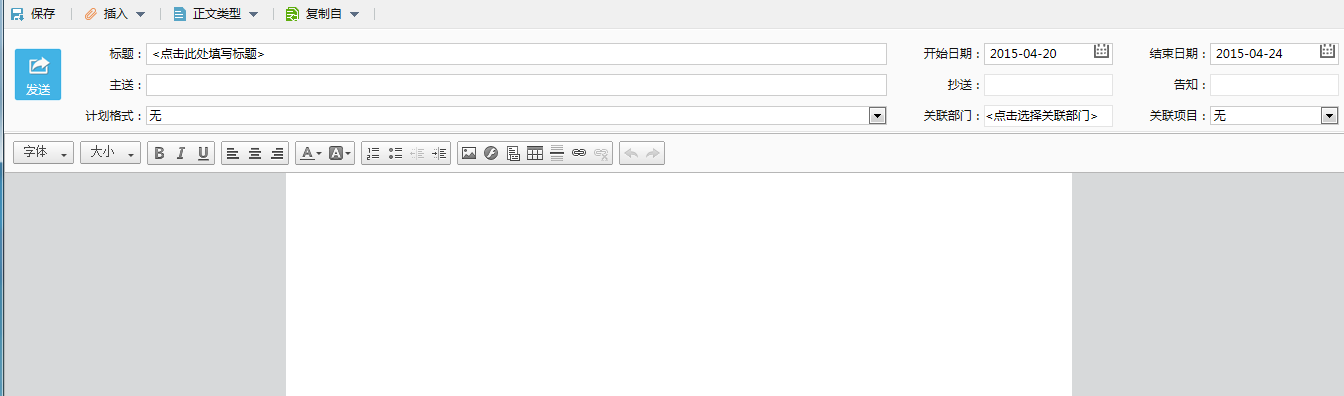 保存 插入 正文类型 复制自
标题： <点击此处填写标题> 开始日期： 2015-04-20 结束日期： 2015-04-24
发送
主送： 抄送： 告知：
计划格式： 无 关联部门： <点击选择关联部门> 关联项目： 无
字体 大小 B I U A A